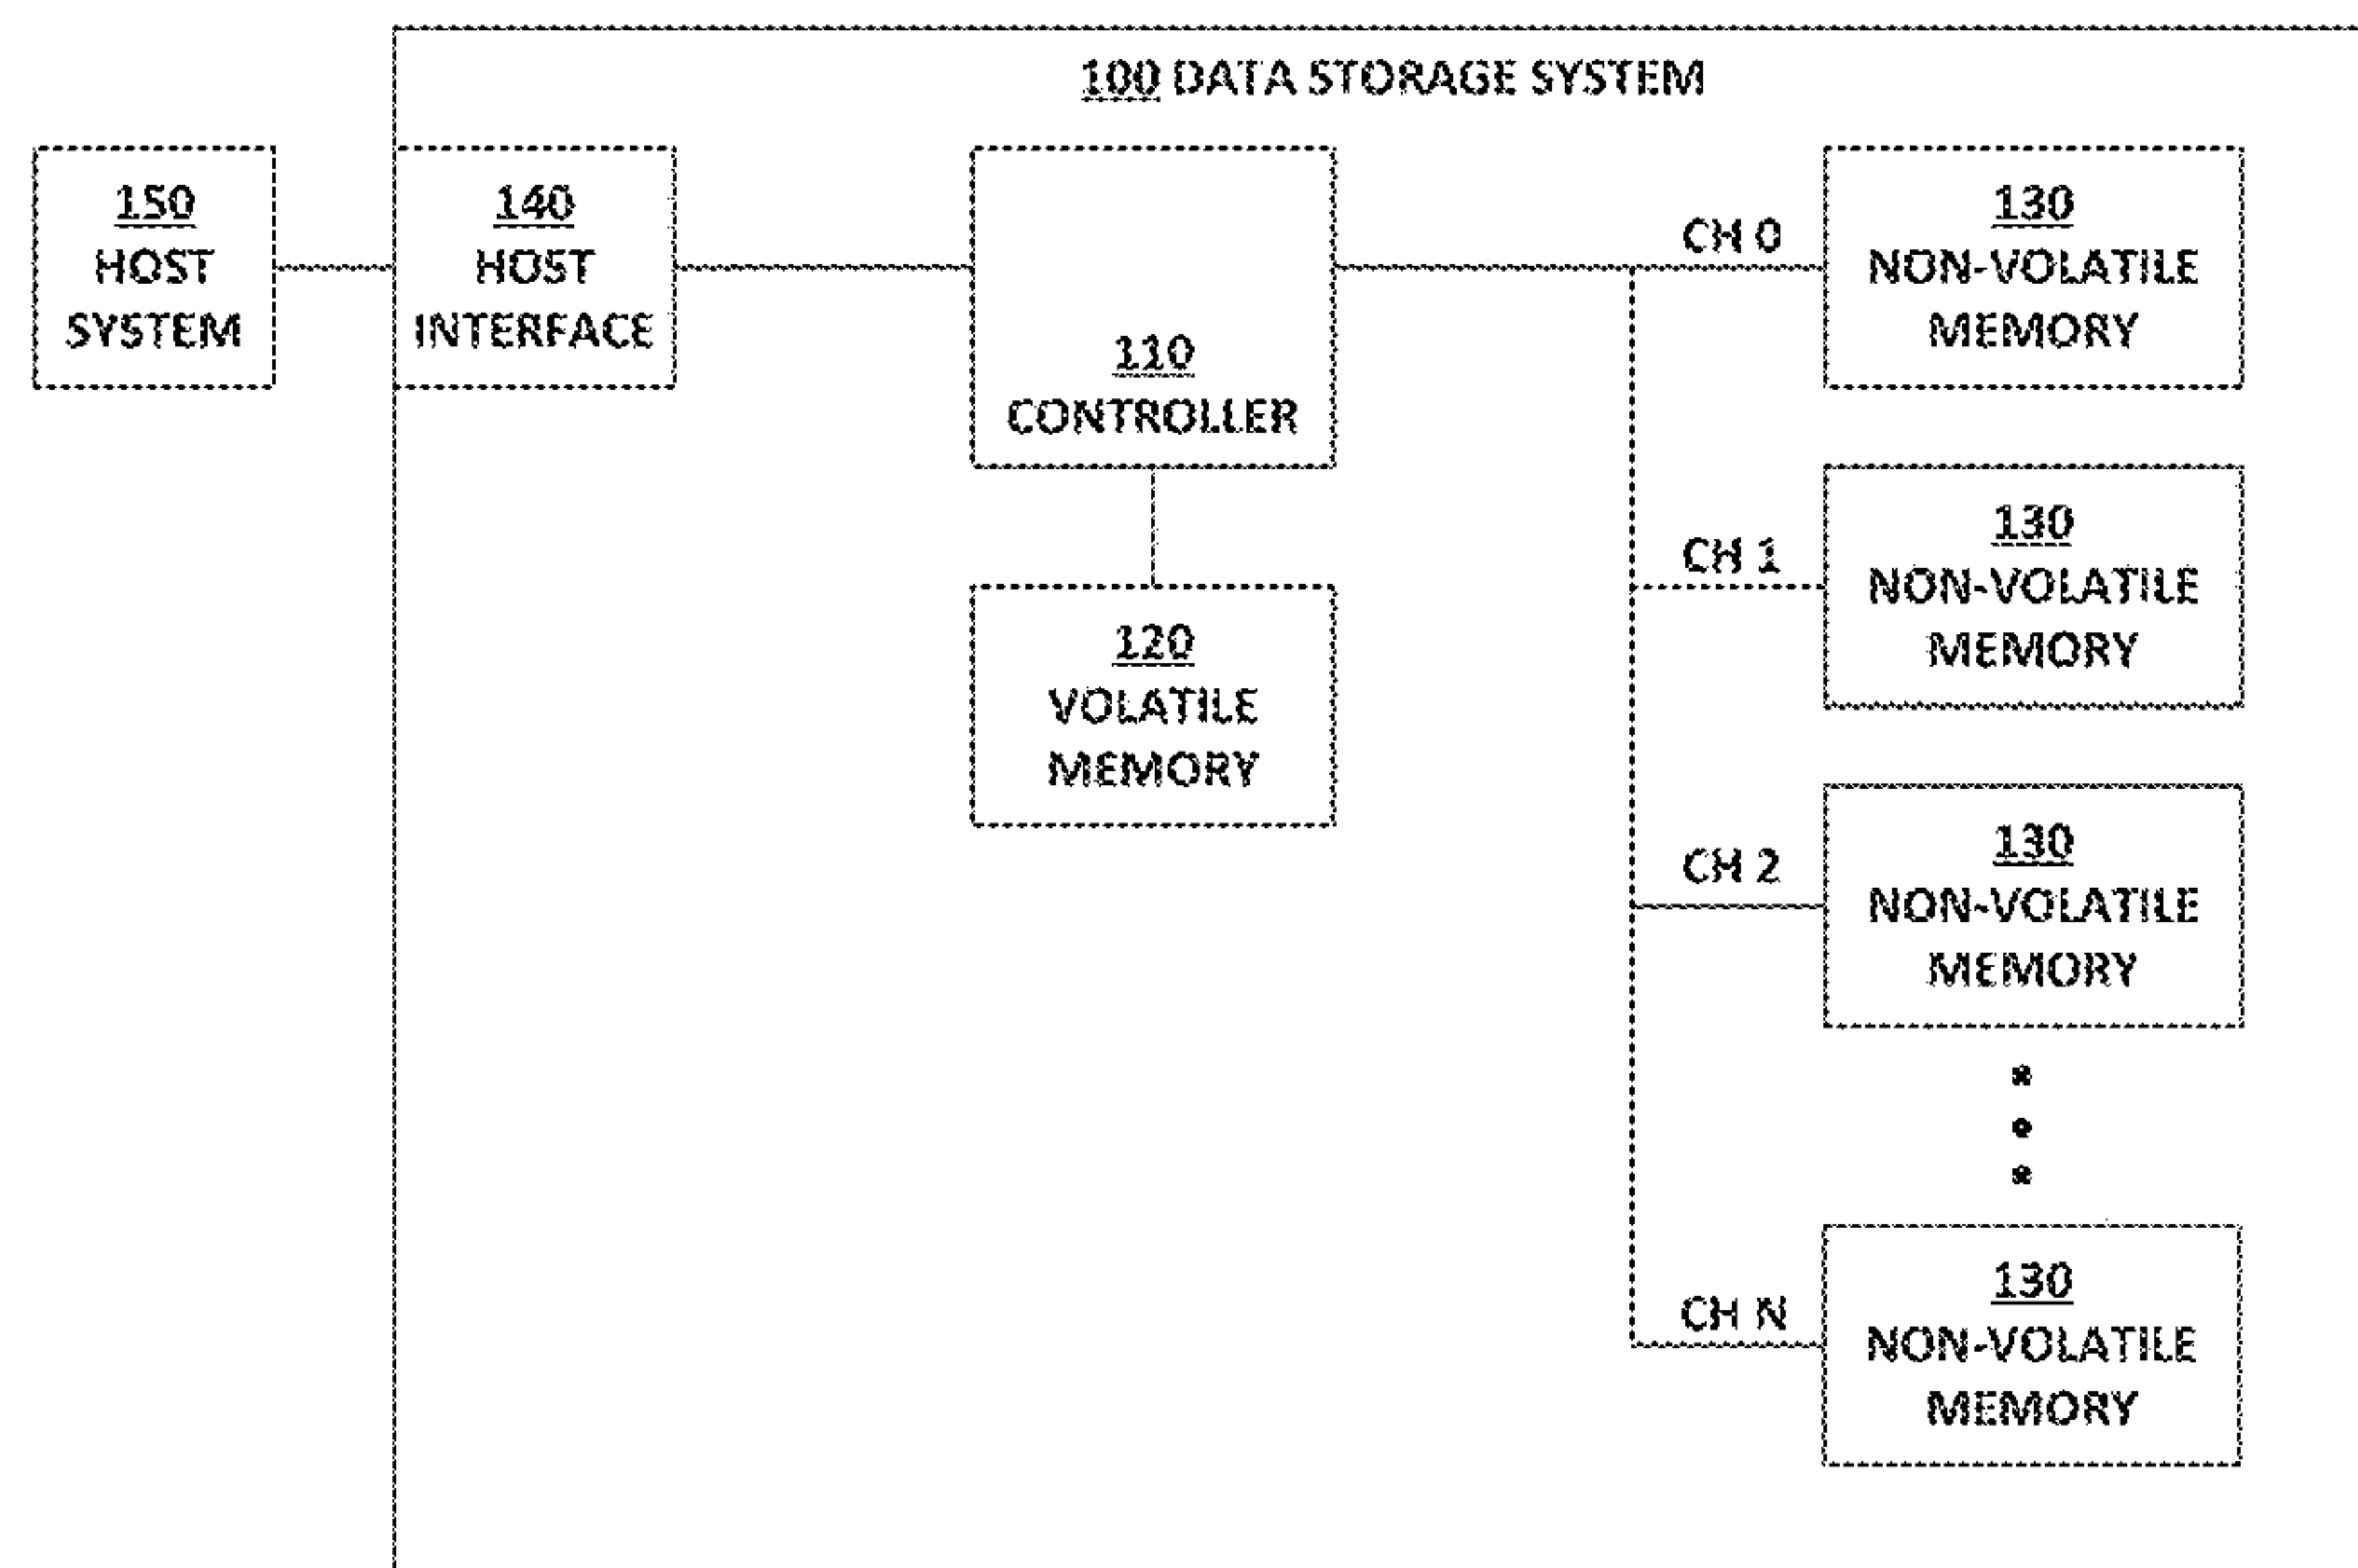 100 DATA STORAGE SYSTEM
150
HOST
SYSTEM
140
HOST
INTERFACE
110
CONTROLLER
120
VOLATILE
MEMORY
CH 0
130
NON-VOLATILE
MEMORY
CH 1
130
NON-VOLATILE
MEMORY
CH 2
130
NON-VOLATILE
MEMORY
CH N
130
NON-VOLATILE
MEMORY